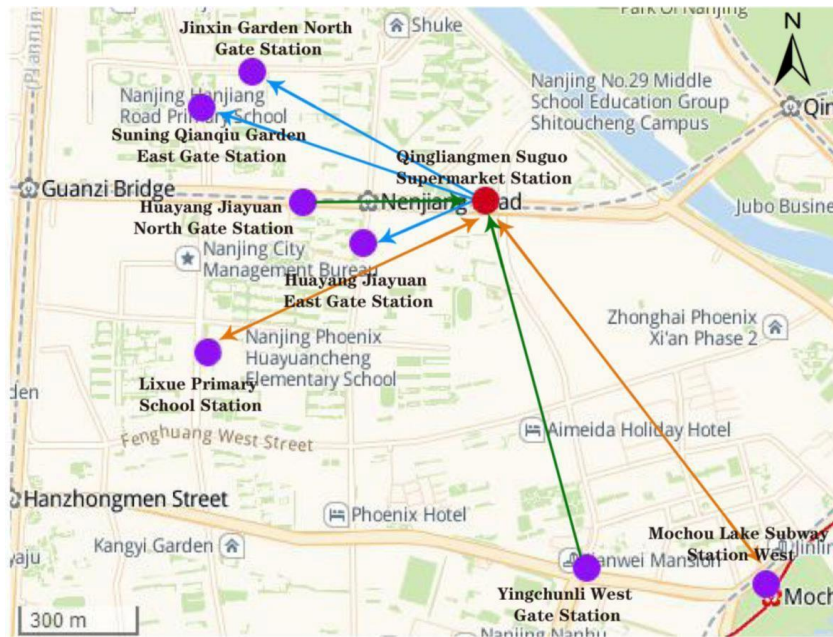 Park Of Nanjing
Jinxin Garden North
Gate Station
Shuke
N
(Planning
Nanjing Hanjiang
Road Primary School
Nanjing No.29 Middle
School Education Group
Shitoucheng Campus
Qin
Suning Qianqiu Garden
East Gate Station
Qingliangmen Suguo
Supermarket Station
Guanzi Bridge
Nenjiang Road
Huayang Jiayuan
North Gate Station
Jubo Busine
Nanjing City
Management Bureau
Huayang Jiayuan
East Gate Station
Zhonghai Phoenix
Xi'an Phase 2
Nanjing Phoenix
Huayuancheng
Elementary School
den
Lixue Primary
School Station
Fenghuang West Street
Aimeida Holiday Hotel
Hanzhongmen Street
Phoenix Hotel
Kangyi Garden
yaju
Mochou Lake Subway
Station West
Jinlin
Tianwei Mansion
Yingchunli West
Gate Station
Moch
300 m
Nanjing Nanhu